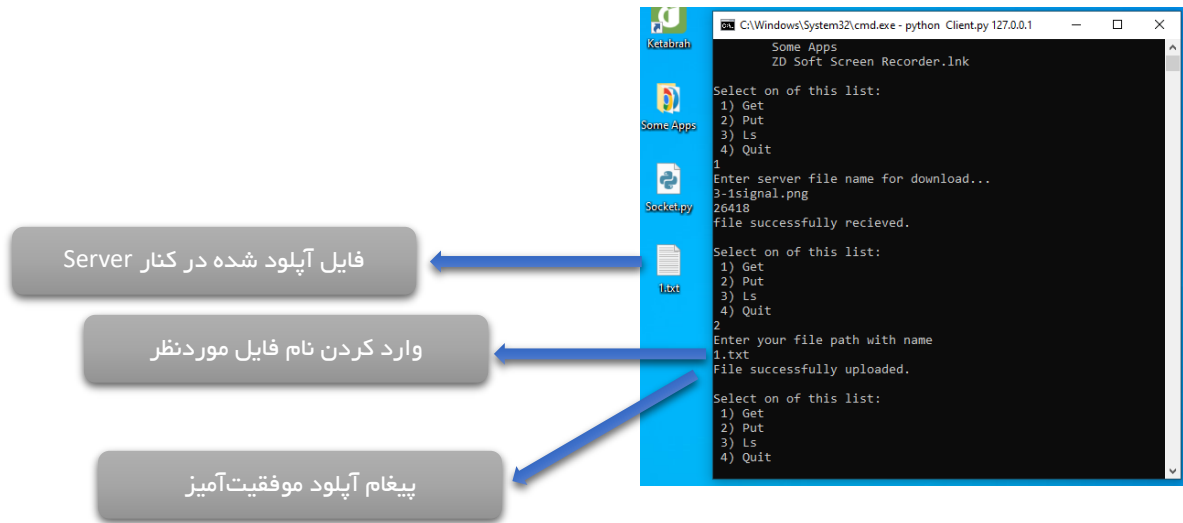 Ketabrah
Some Apps
Socket.py
1.txt
C:\Windows\System32\cmd.exe - python  Client.py 127.0.0.1
Some Apps
ZD Soft Screen Recorder.lnk
Select on of this list:
1) Get
2) Put
3) Ls
4) Quit
1
Enter server file name for download...
3-1signal.png
26418
file successfully recieved.
Select on of this list:
1) Get
2) Put
3) Ls
4) Quit
2
Enter your file path with name
1.txt
File successfully uploaded.
Select on of this list:
1) Get
2) Put
3) Ls
4) Quit
فایل آپلود شده در کنار Server
وارد کردن نام فایل موردنظر
پیغام آپلود موفقیت‌آمیز